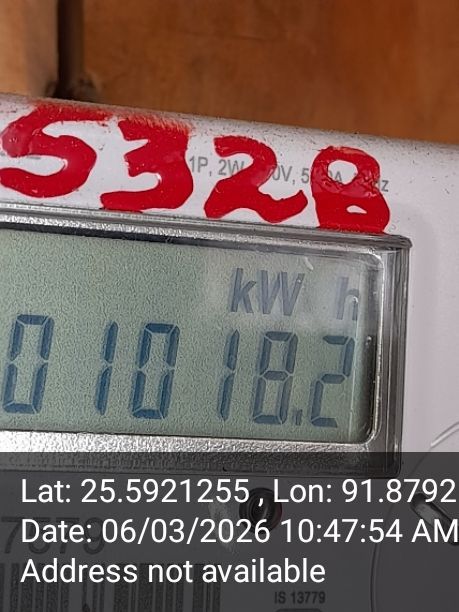 5328
1P, 2W,
kWh
01018.2
Lat: 25.5921255 , Lon: 91.8792
Date: 06/03/2026 10:47:54 AM
Address not available
IS 13779